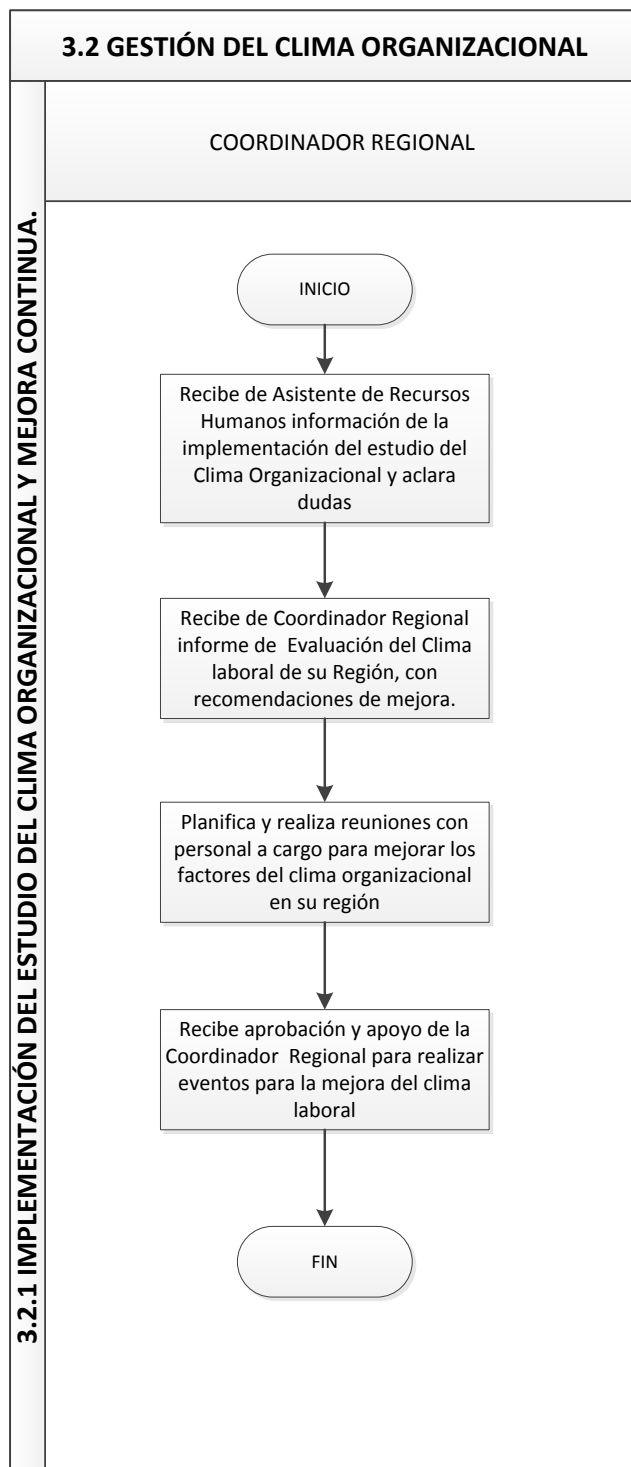 3.2 GESTIÓN DEL CLIMA ORGANIZACIONAL
3.2.1 IMPLEMENTACIÓN DEL ESTUDIO DEL CLIMA ORGANIZACIONAL Y MEJORA CONTINUA.
COORDINADOR REGIONAL
INICIO
Recibe de Asistente de Recursos
Humanos información de la
implementación del estudio del
Clima Organizacional y aclara
dudas
Recibe de Coordinador Regional
informe de Evaluación del Clima
laboral de su Región, con
recomendaciones de mejora.
Planifica y realiza reuniones con
personal a cargo para mejorar los
factores del clima organizacional
en su región
Recibe aprobación y apoyo de la
Coordinador Regional para realizar
eventos para la mejora del clima
laboral
FIN